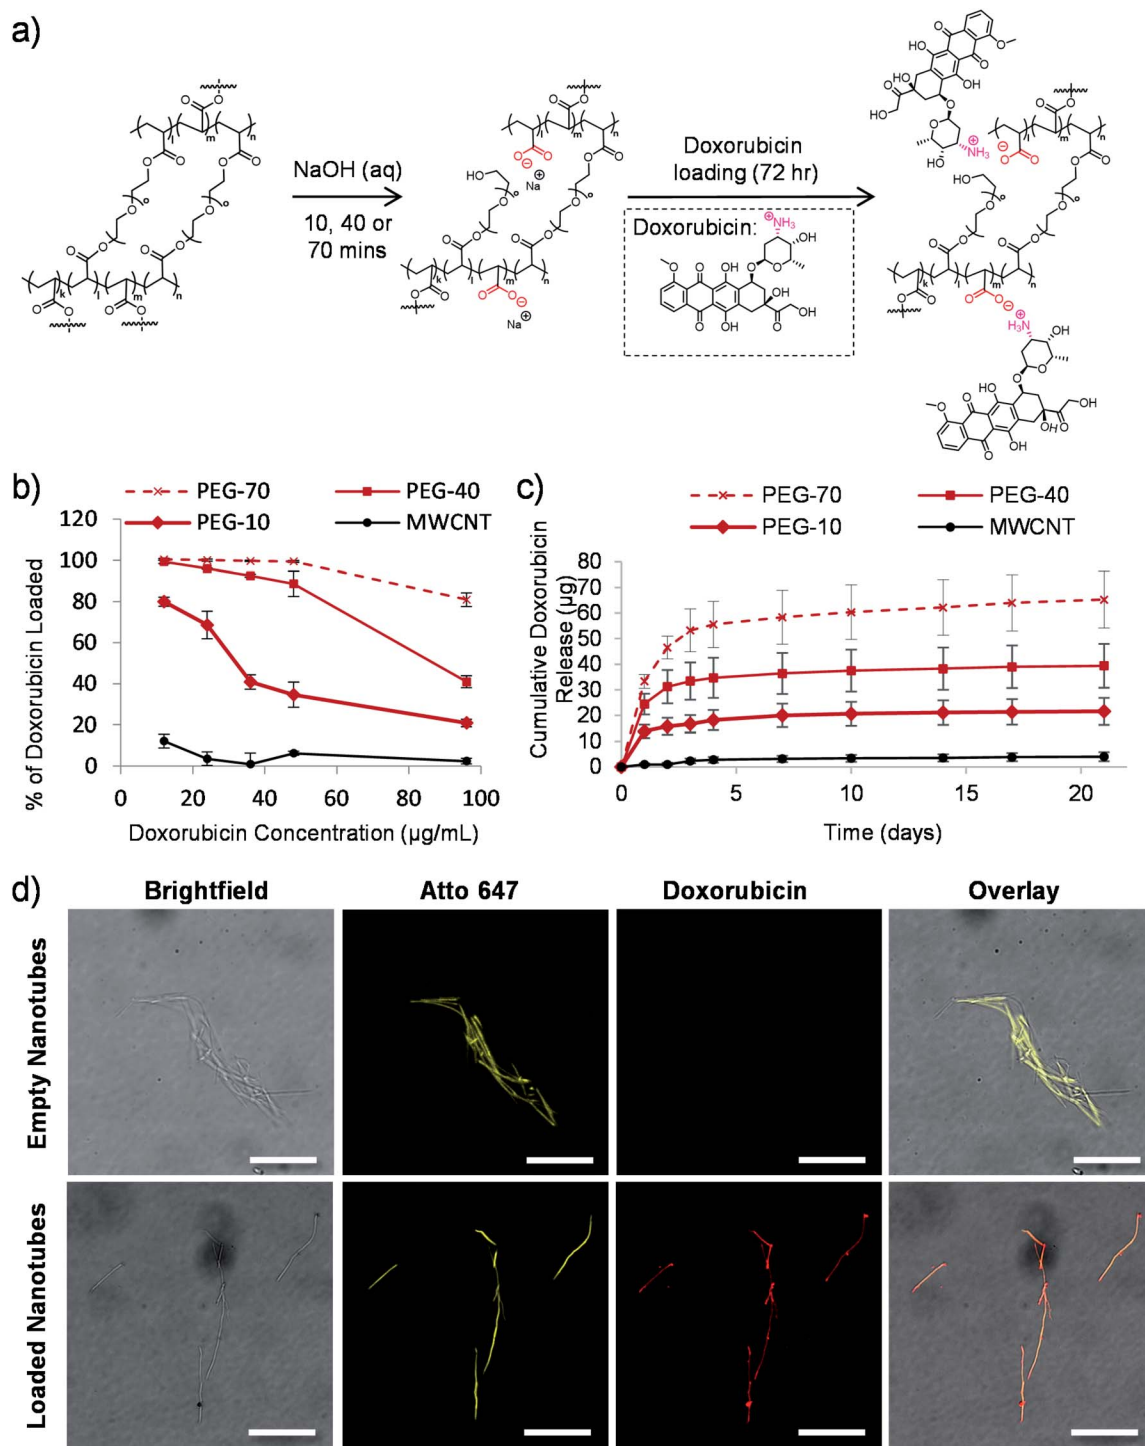 a)
NaOH (aq)
10, 40 or
70 mins
Doxorubicin
loading (72 hr)
Doxorubicin:
b)
PEG-70
PEG-40
PEG-10
MWCNT
% of Doxorubicin Loaded
120
100
80
60
40
20
0
0 20 40 60 80 100
Doxorubicin Concentration (µg/mL)
c)
PEG-70
PEG-40
PEG-10
MWCNT
Cumulative Doxorubicin
Release (µg)
80
70
60
50
40
30
20
10
0
0 5 10 15 20
Time (days)
d)
Brightfield Atto 647 Doxorubicin Overlay
Empty Nanotubes
Loaded Nanotubes